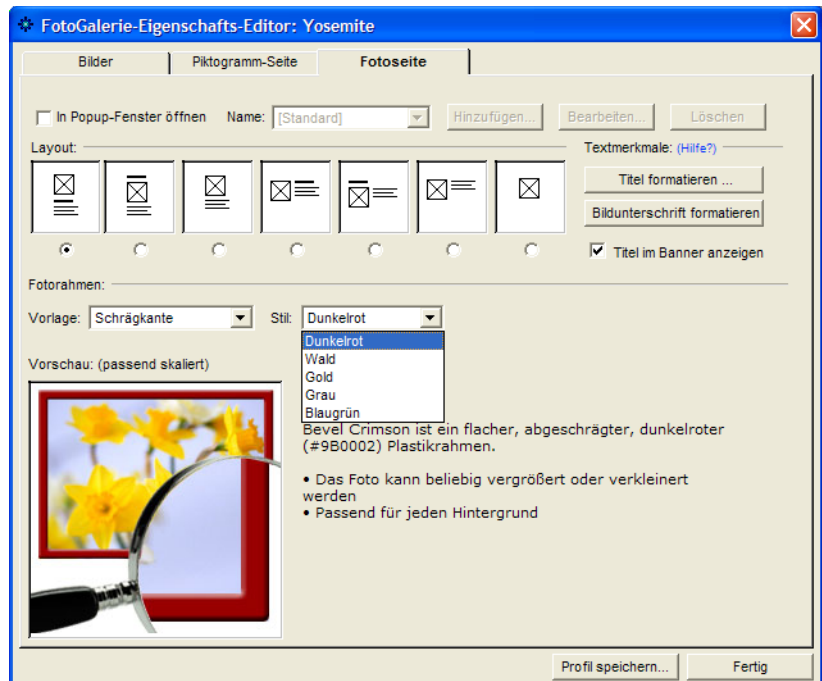 FotoGalerie-Eigenschafts-Editor: Yosemite
Bilder Piktogramm-Seite Fotoseite
In Popup-Fenster öffnen Name: [Standard] Hinzufügen... Bearbeiten... Löschen
Layout: Textmerkmale: (Hilfe?)
Titel formatieren ...
Bildunterschrift formatieren
Titel im Banner anzeigen
Fotorahmen:
Vorlage: Schrägkante Stil: Dunkelrot
Dunkelrot
Wald
Gold
Grau
Blaugrün
Vorschau: (passend skaliert)
Bevel Crimson ist ein flacher, abgeschrägter, dunkelroter
(#9B0002) Plastikrahmen.
• Das Foto kann beliebig vergrößert oder verkleinert
werden
• Passend für jeden Hintergrund
Profil speichern... Fertig